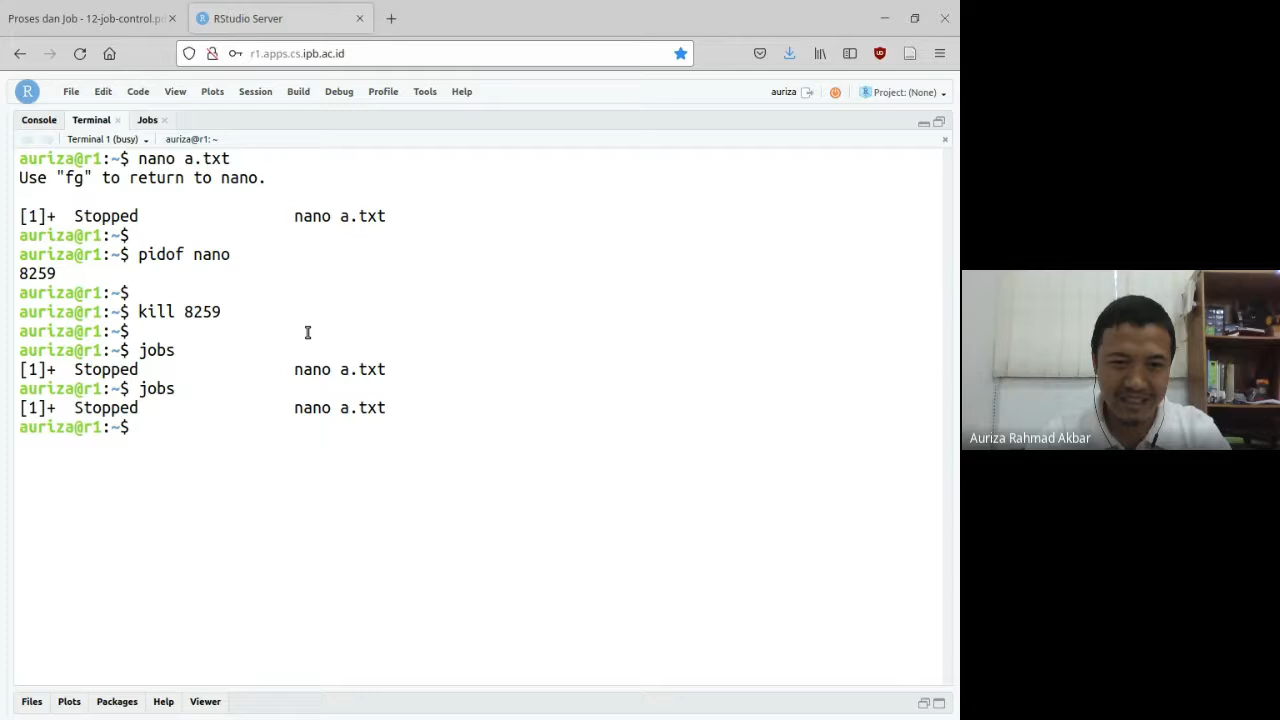 Proses dan Job - 12-job-control.pd
RStudio Server
r1.apps.cs.ipb.ac.id
File Edit Code View Plots Session Build Debug Profile Tools Help
auriza
Project: (None)
Console Terminal Jobs
Terminal 1 (busy) auriza@r1: ~
auriza@r1:~$ nano a.txt
Use "fg" to return to nano.
[1]+  Stopped                 nano a.txt
auriza@r1:~$
auriza@r1:~$ pidof nano
8259
auriza@r1:~$
auriza@r1:~$ kill 8259
auriza@r1:~$
auriza@r1:~$ jobs
[1]+  Stopped                 nano a.txt
auriza@r1:~$ jobs
[1]+  Stopped                 nano a.txt
auriza@r1:~$
Auriza Rahmad Akbar
Files Plots Packages Help Viewer